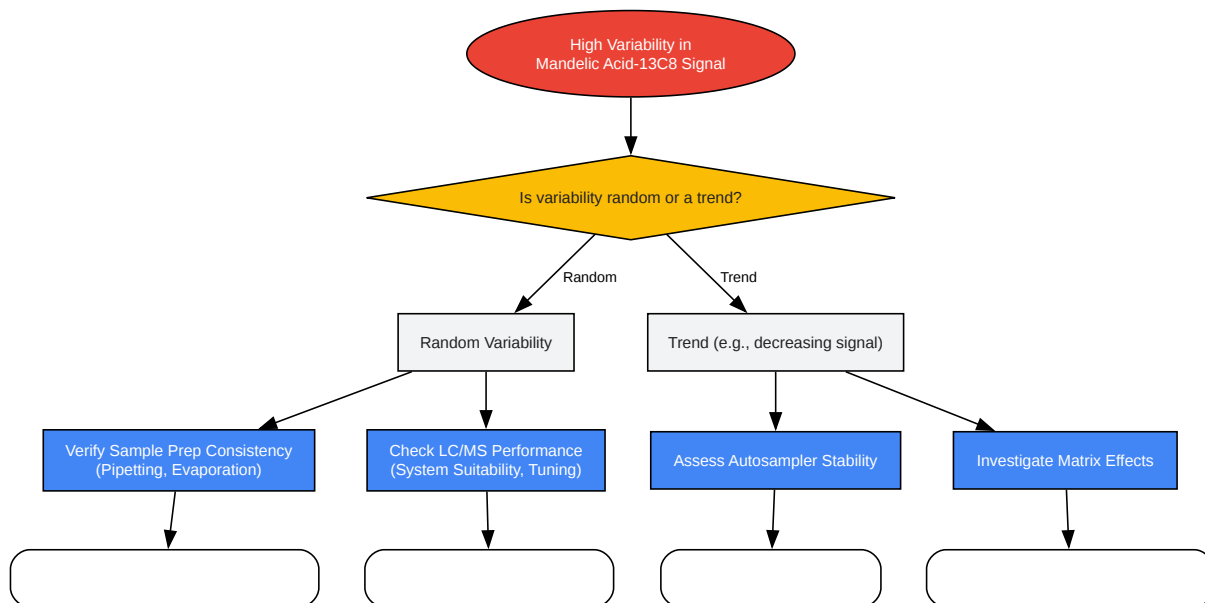 High Variability in
Mandelic Acid-13C8 Signal
Is variability random or a trend?
Random
Trend
Random Variability
Trend (e.g., decreasing signal)
Verify Sample Prep Consistency
(Pipetting, Evaporation)
Check LC/MS Performance
(System Suitability, Tuning)
Assess Autosampler Stability
Investigate Matrix Effects